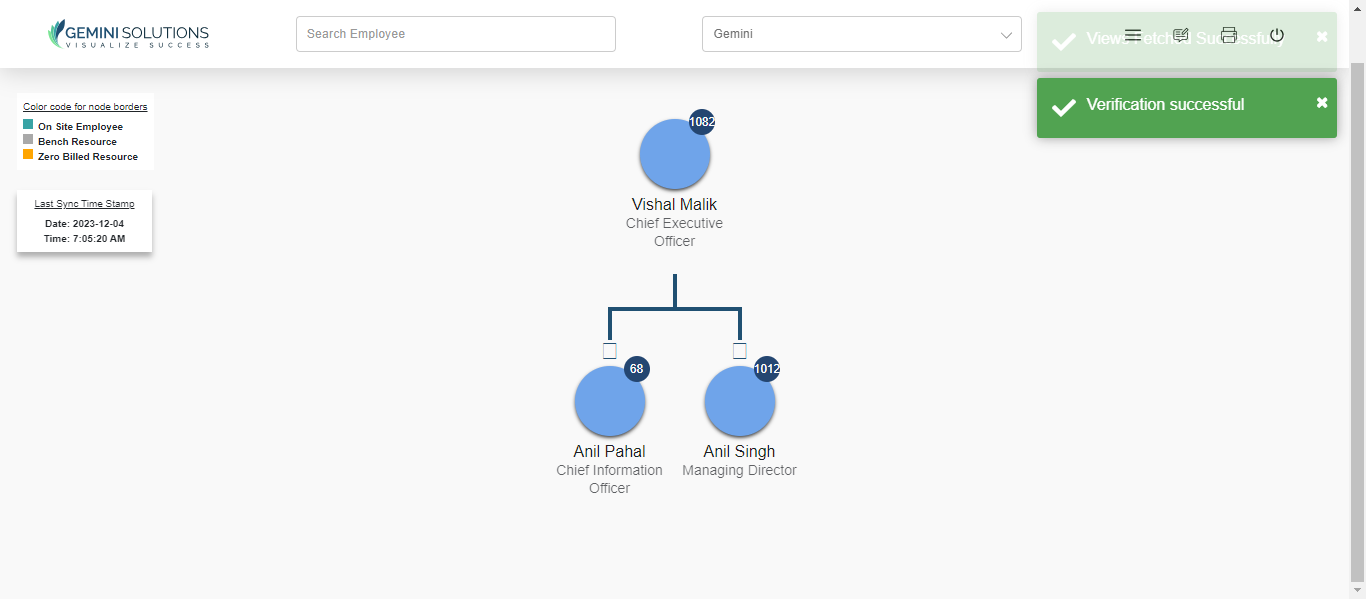 GEMINI SOLUTIONS
VISUALIZE SUCCESS
Search Employee
Gemini
Views Fetched Successfully
Verification successful
Color code for node borders
On Site Employee
Bench Resource
Zero Billed Resource
Last Sync Time Stamp
Date: 2023-12-04
Time: 7:05:20 AM
1082
Vishal Malik
Chief Executive
Officer
68
1012
Anil Pahal
Chief Information
Officer
Anil Singh
Managing Director